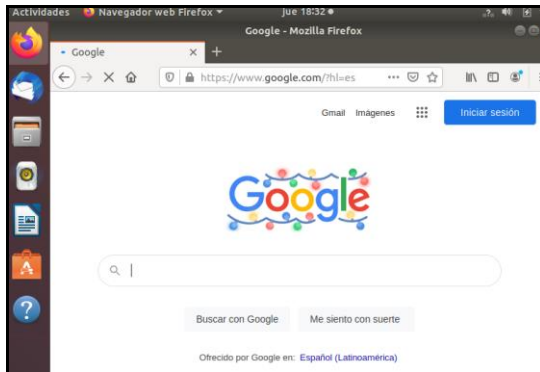 Actividades Navegador web Firefox jue 18:32
Google - Mozilla Firefox
Google
https://www.google.com/?hl=es
Gmail Imágenes Iniciar sesión
Google
Buscar con Google Me siento con suerte
Ofrecido por Google en: Español (Latinoamérica)